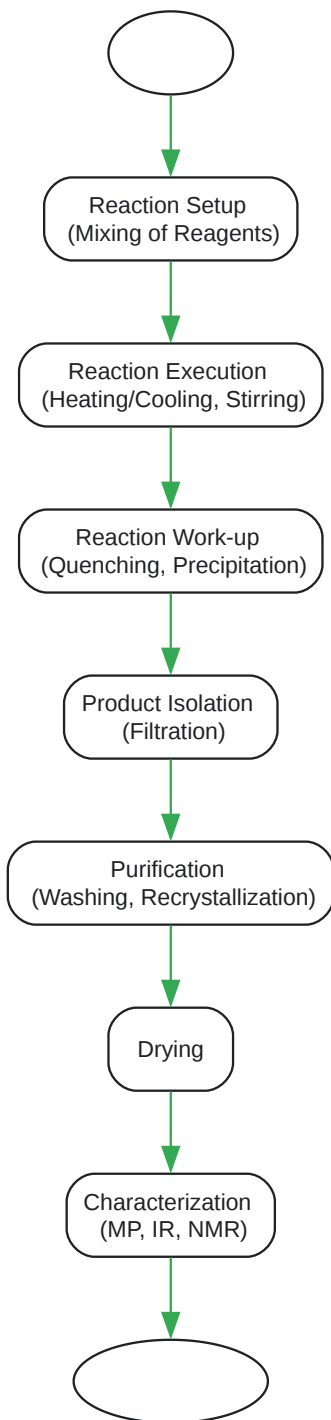 Reaction Setup
(Mixing of Reagents)
Reaction Execution
(Heating/Cooling, Stirring)
Reaction Work-up
(Quenching, Precipitation)
Product Isolation
(Filtration)
Purification
(Washing, Recrystallization)
Drying
Characterization
(MP, IR, NMR)